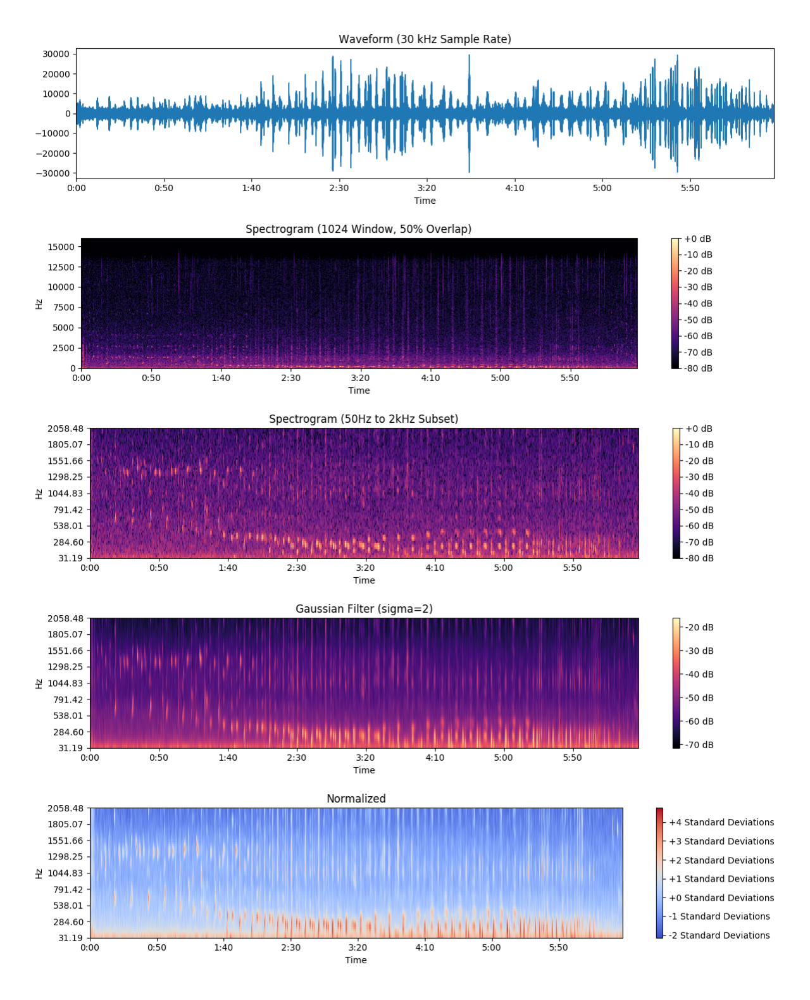 Waveform (30 kHz Sample Rate)
30000
20000
10000
0
−10000
−20000
−30000
0:00 0:50 1:40 2:30 3:20 4:10 5:00 5:50
Time
Spectrogram (1024 Window, 50% Overlap)
15000
12500
10000
7500
5000
2500
0
Hz
0:00 0:50 1:40 2:30 3:20 4:10 5:00 5:50
Time
+0 dB
-10 dB
-20 dB
-30 dB
-40 dB
-50 dB
-60 dB
-70 dB
-80 dB
Spectrogram (50Hz to 2kHz Subset)
2058.48
1805.07
1551.66
1298.25
1044.83
791.42
538.01
284.60
31.19
Hz
0:00 0:50 1:40 2:30 3:20 4:10 5:00 5:50
Time
+0 dB
-10 dB
-20 dB
-30 dB
-40 dB
-50 dB
-60 dB
-70 dB
-80 dB
Gaussian Filter (sigma=2)
2058.48
1805.07
1551.66
1298.25
1044.83
791.42
538.01
284.60
31.19
Hz
0:00 0:50 1:40 2:30 3:20 4:10 5:00 5:50
Time
-20 dB
-30 dB
-40 dB
-50 dB
-60 dB
-70 dB
Normalized
2058.48
1805.07
1551.66
1298.25
1044.83
791.42
538.01
284.60
31.19
Hz
0:00 0:50 1:40 2:30 3:20 4:10 5:00 5:50
Time
+4 Standard Deviations
+3 Standard Deviations
+2 Standard Deviations
+1 Standard Deviations
+0 Standard Deviations
-1 Standard Deviations
-2 Standard Deviations